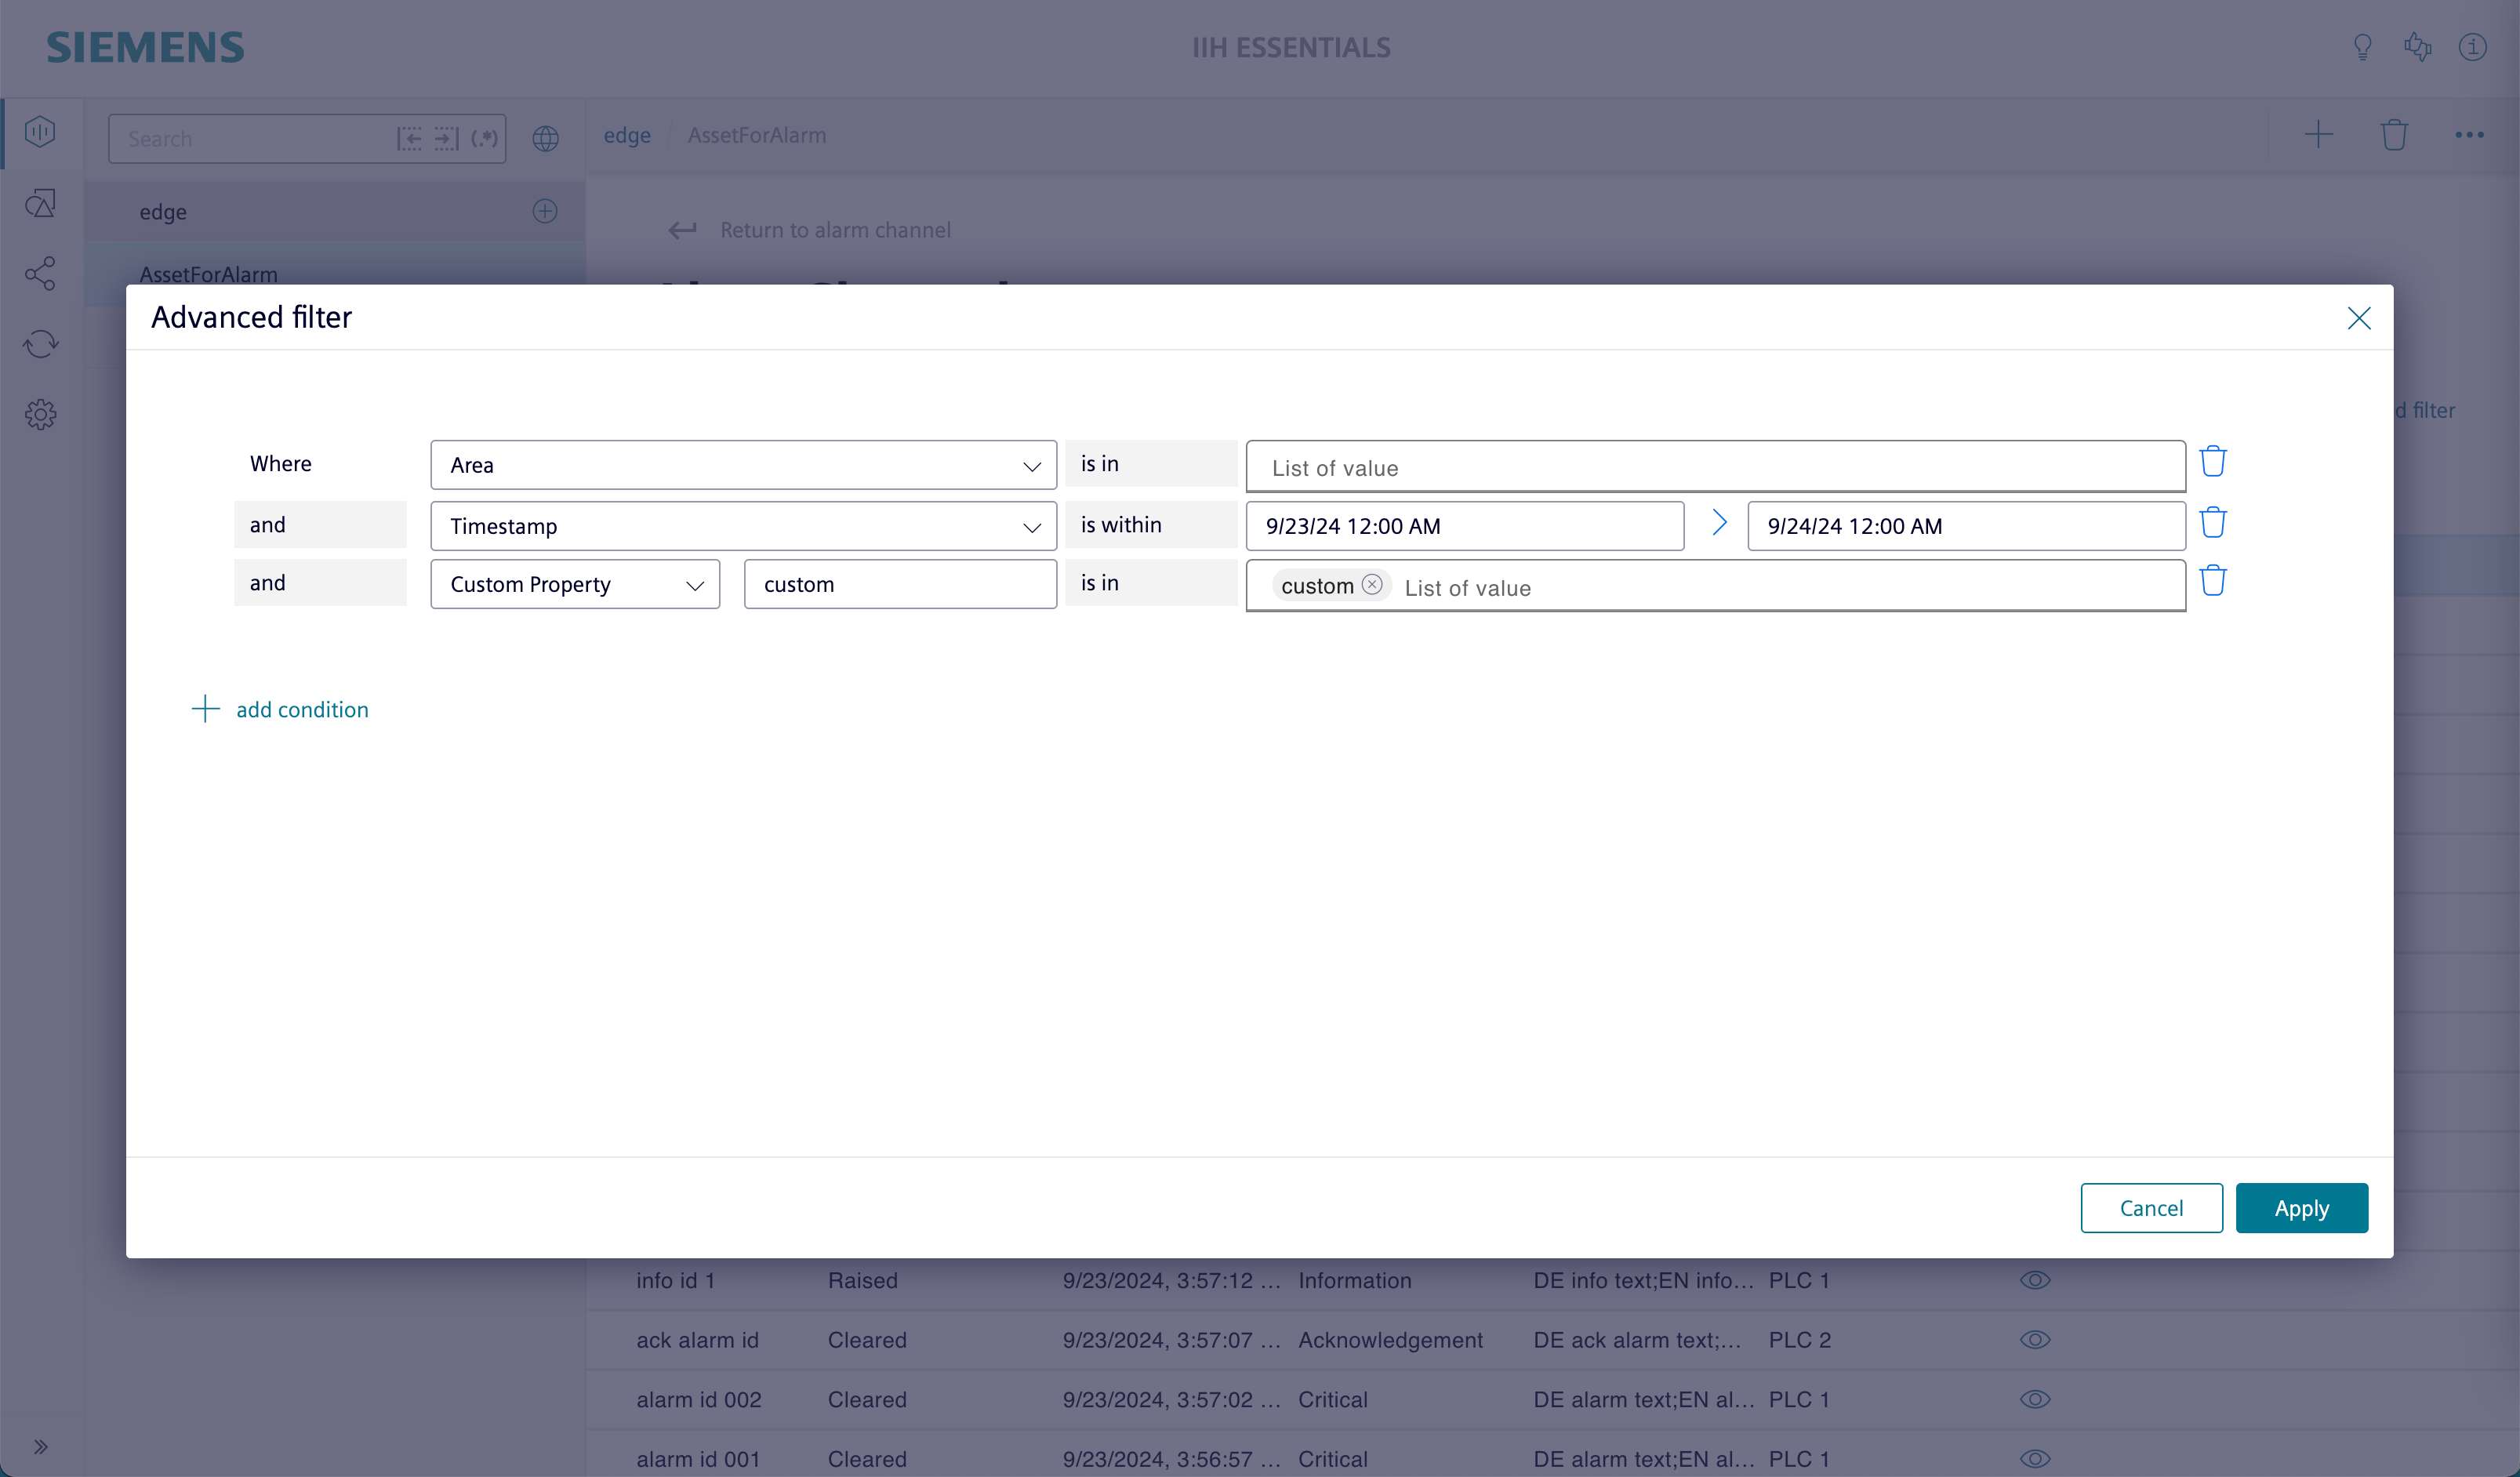 SIEMENS
IIH ESSENTIALS
Search
(.*)
edge
AssetForAlarm
edge
Return to alarm channel
AssetForAlarm
Advanced filter
d filter
Where
Area
is in
List of value
and
Timestamp
is within
9/23/24 12:00 AM
9/24/24 12:00 AM
and
Custom Property
custom
is in
custom
List of value
add condition
Cancel
Apply
info id 1 Raised 9/23/2024, 3:57:12 ... Information DE info text;EN info... PLC 1
ack alarm id Cleared 9/23/2024, 3:57:07 ... Acknowledgement DE ack alarm text;... PLC 2
alarm id 002 Cleared 9/23/2024, 3:57:02 ... Critical DE alarm text;EN al... PLC 1
alarm id 001 Cleared 9/23/2024, 3:56:57 ... Critical DE alarm text;EN al... PLC 1